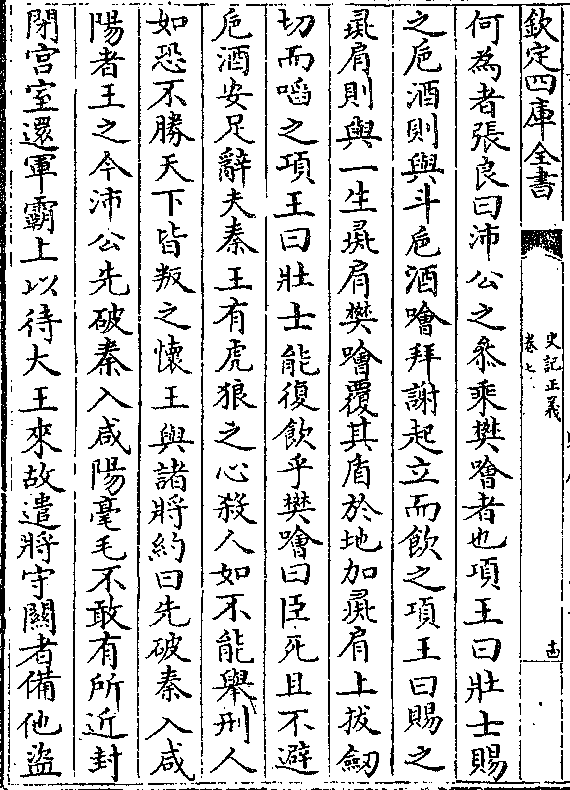 欽定四庫全書
史記正義
卷七
十四
何為者張良曰沛公之叅乘樊噲者也項王曰壯士賜
之巵酒則與斗巵酒噲拜謝起立而飲之項王曰賜之
彘肩則與一生彘肩樊噲覆其盾於地加彘肩上拔劒
切而啗之項王曰壯士能復飲乎樊噲曰臣死且不避
巵酒安足辭夫秦王有虎狼之心殺人如不能舉刑人
如恐不勝天下皆叛之懷王與諸將約曰先破秦入咸
陽者王之今沛公先破秦入咸陽毫毛不敢有所近封
閉宫室還軍霸上以待大王來故遣將守關者備他盜